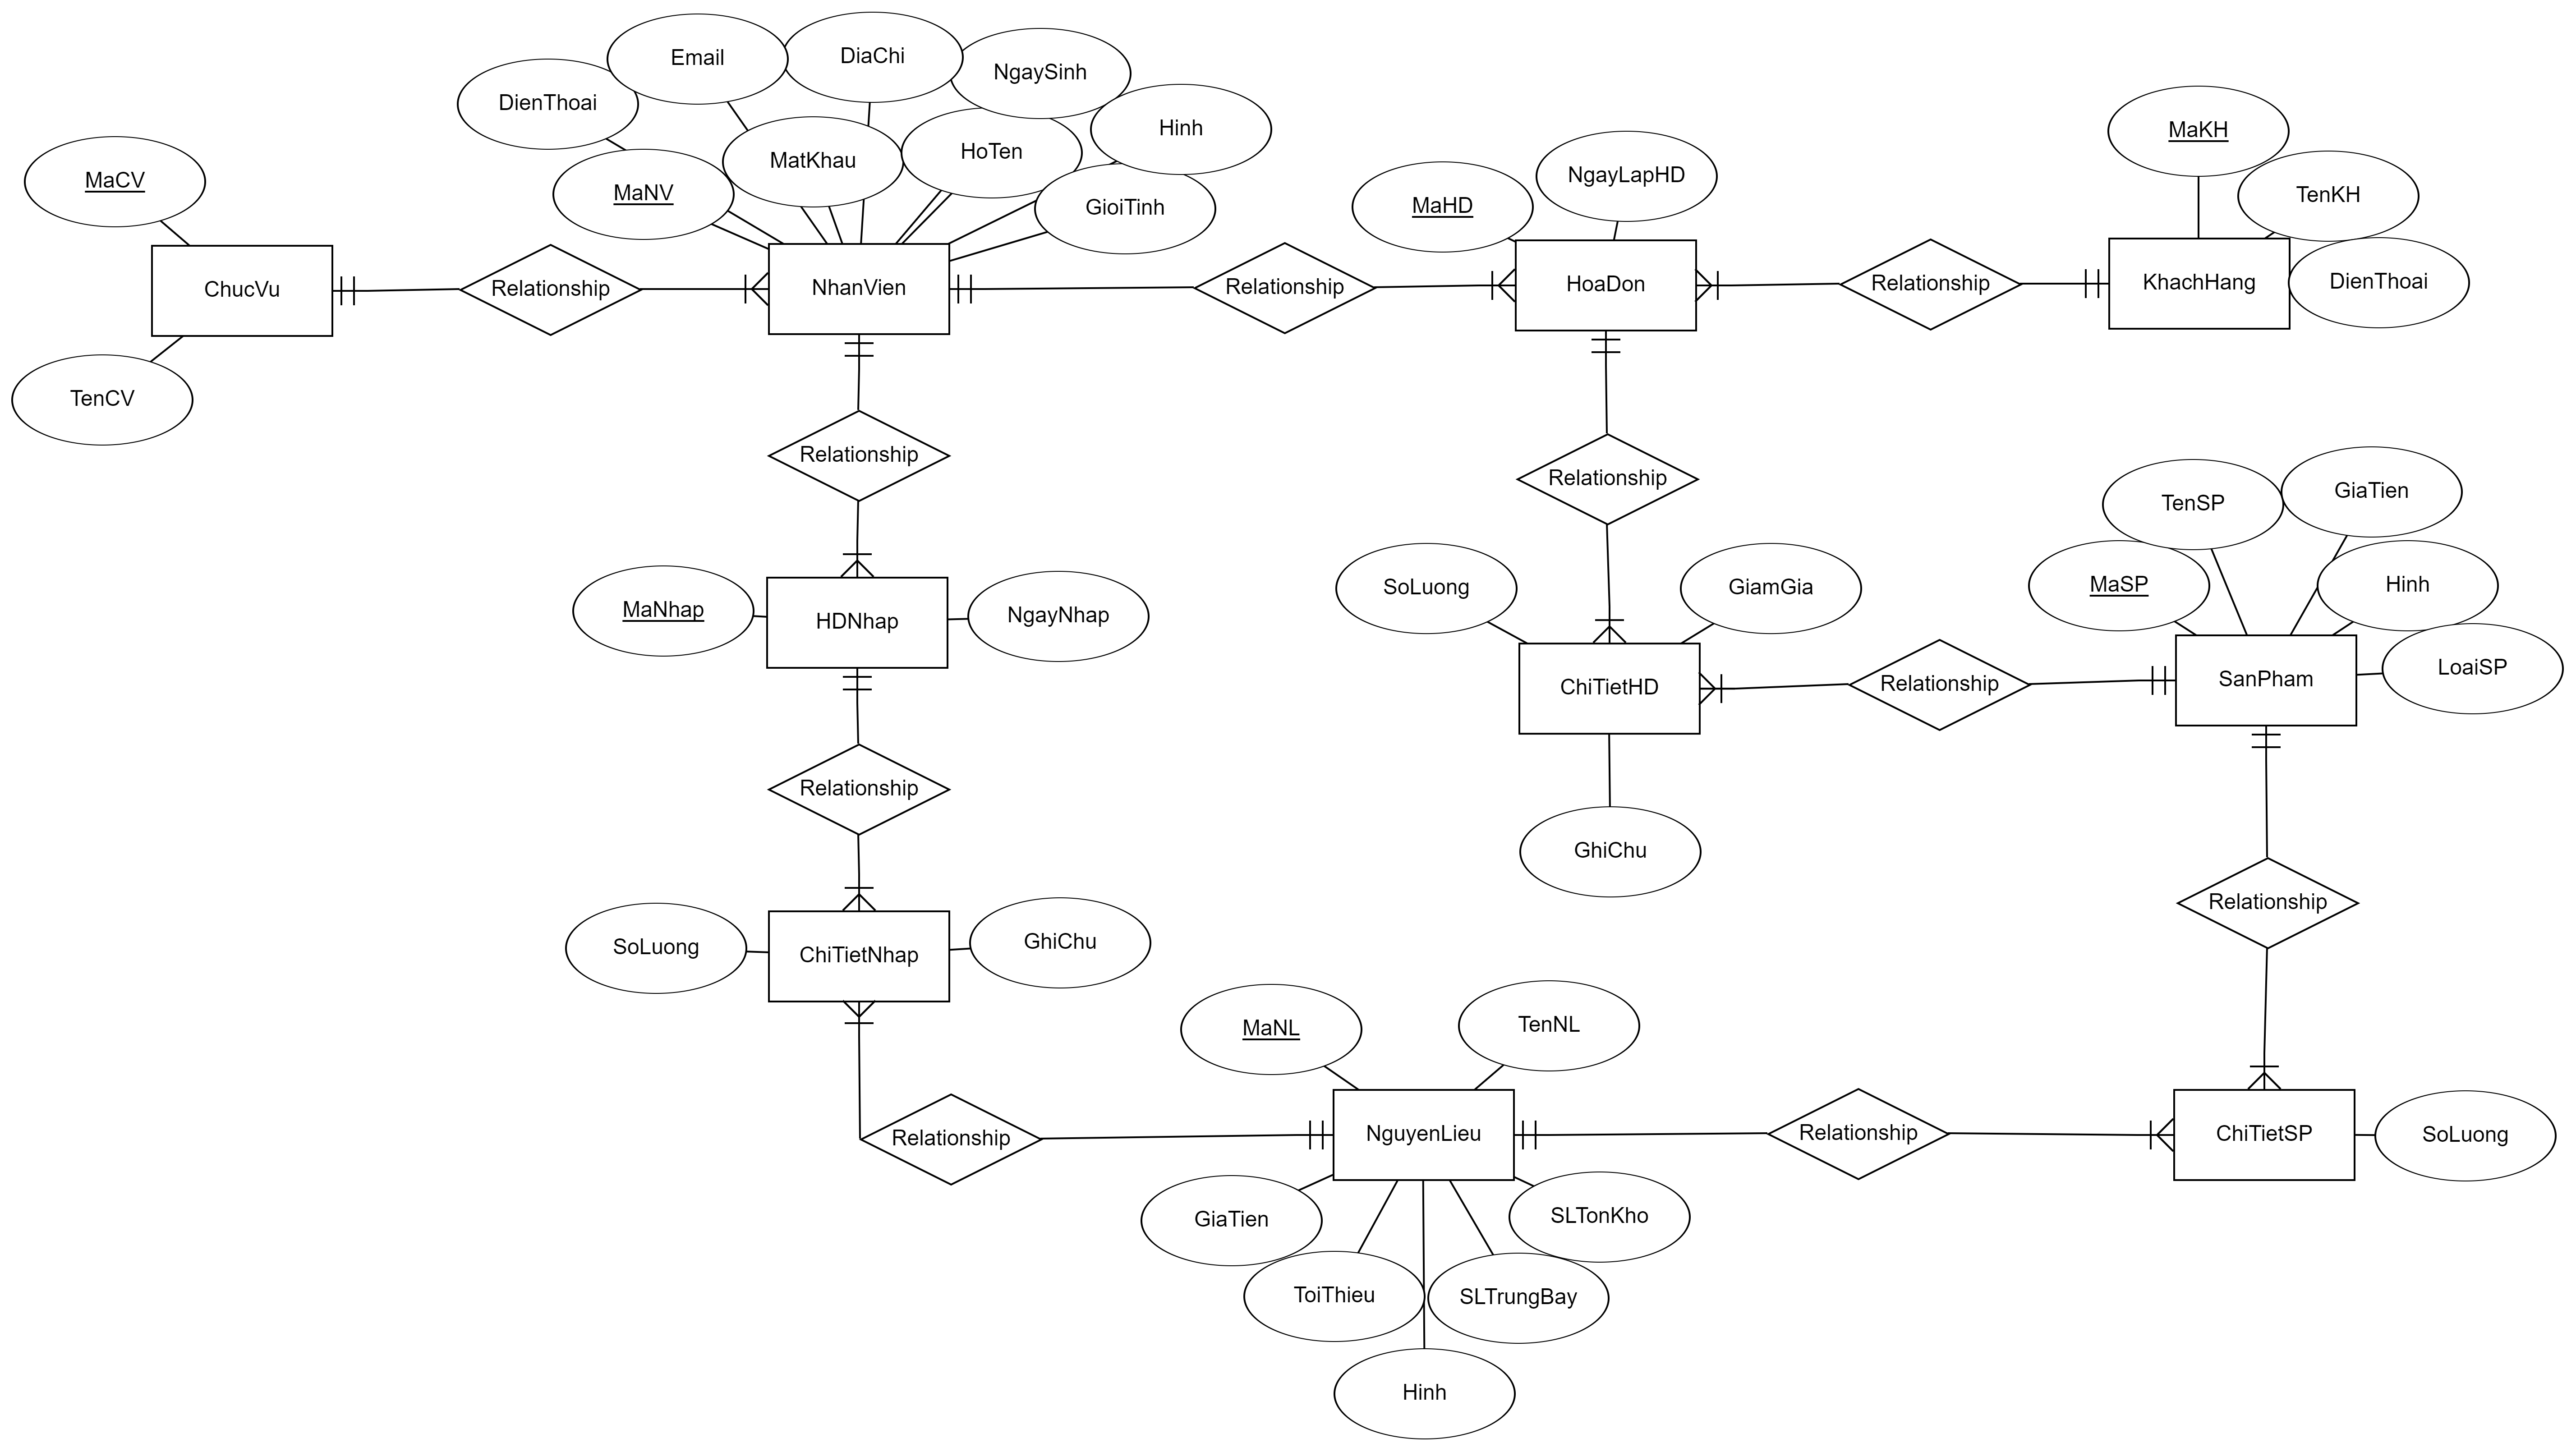 Email
DiaChi
NgaySinh
DienThoai
Hinh
MaKH
MatKhau
HoTen
NgayLapHD
MaCV
MaNV
TenKH
GioiTinh
MaHD
ChucVu
Relationship
NhanVien
Relationship
HoaDon
Relationship
KhachHang
DienThoai
TenCV
Relationship
Relationship
TenSP
GiaTien
SoLuong
GiamGia
MaSP
Hinh
MaNhap
HDNhap
NgayNhap
ChiTietHD
Relationship
SanPham
LoaiSP
Relationship
GhiChu
Relationship
SoLuong
ChiTietNhap
GhiChu
MaNL
TenNL
Relationship
NguyenLieu
Relationship
ChiTietSP
SoLuong
GiaTien
SLTonKho
ToiThieu
SLTrungBay
Hinh